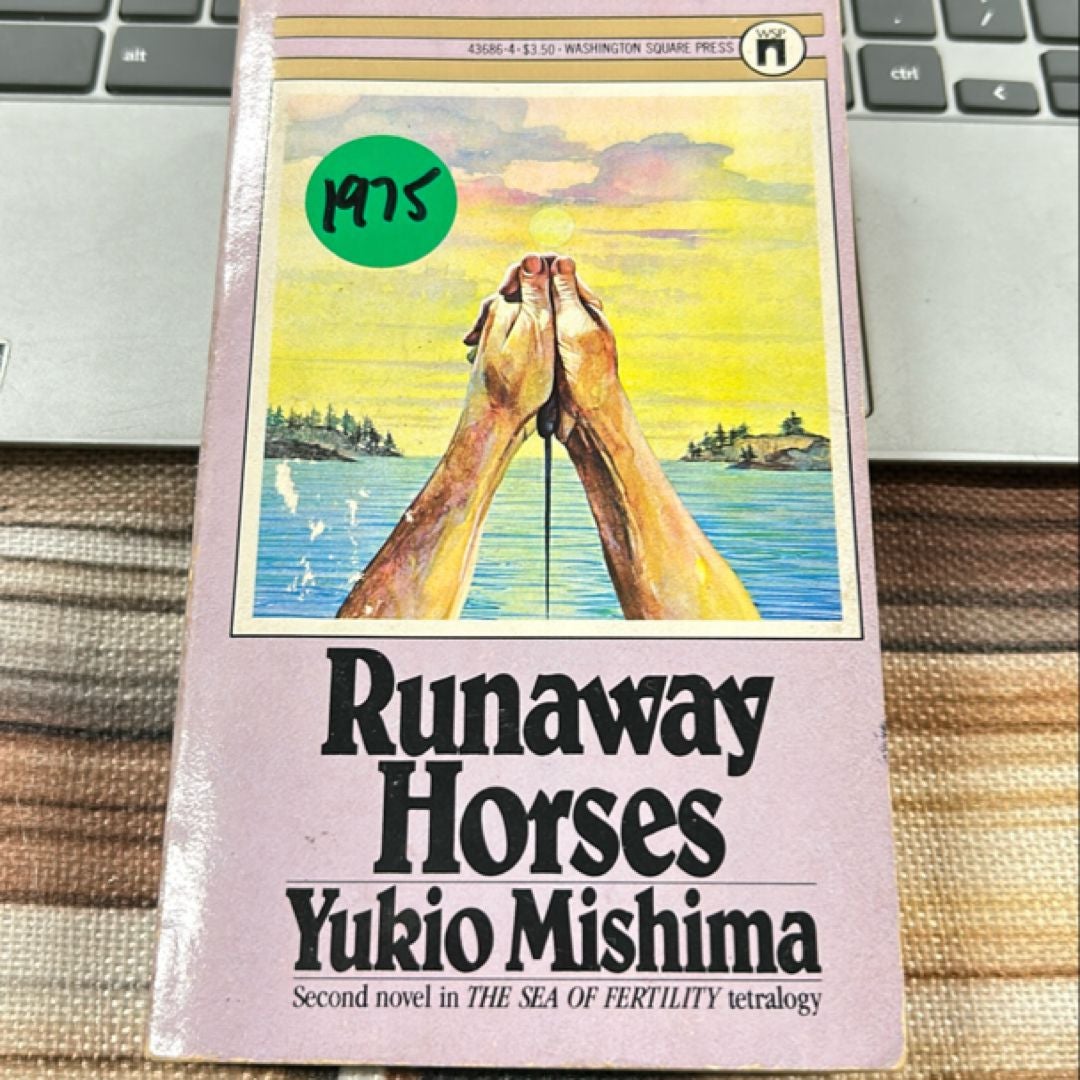 alt
ctrl
<
43686-4 • $3.50 • WASHINGTON SQUARE PRESS
WSP
1975
Runaway
Horses
Yukio Mishima
Second novel in THE SEA OF FERTILITY tetralogy